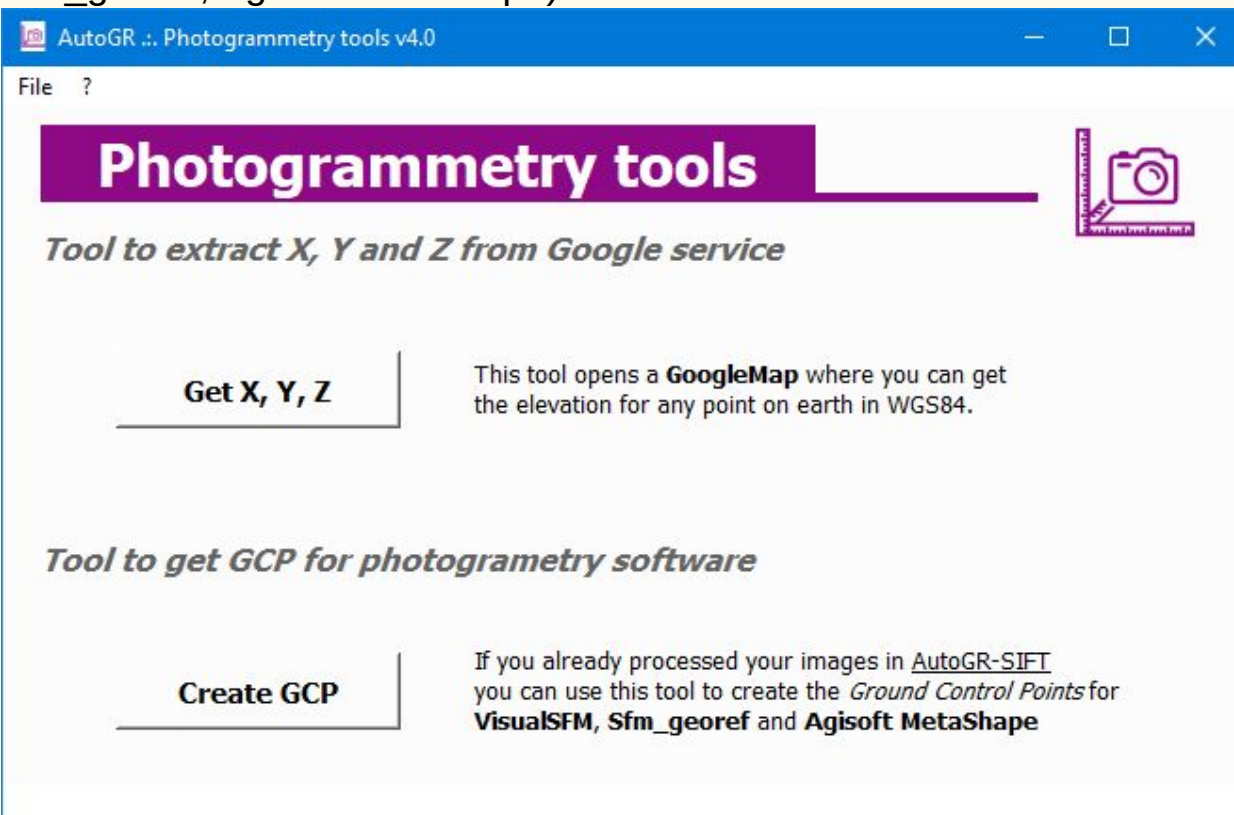 AutoGR .:. Photogrammetry tools v4.0
File ?
Photogrammetry tools
Tool to extract X, Y and Z from Google service
Get X, Y, Z
This tool opens a GoogleMap where you can get
the elevation for any point on earth in WGS84.
Tool to get GCP for photogrametry software
Create GCP
If you already processed your images in AutoGR-SIFT
you can use this tool to create the Ground Control Points for
VisualSFM, Sfm_georef and Agisoft MetaShape